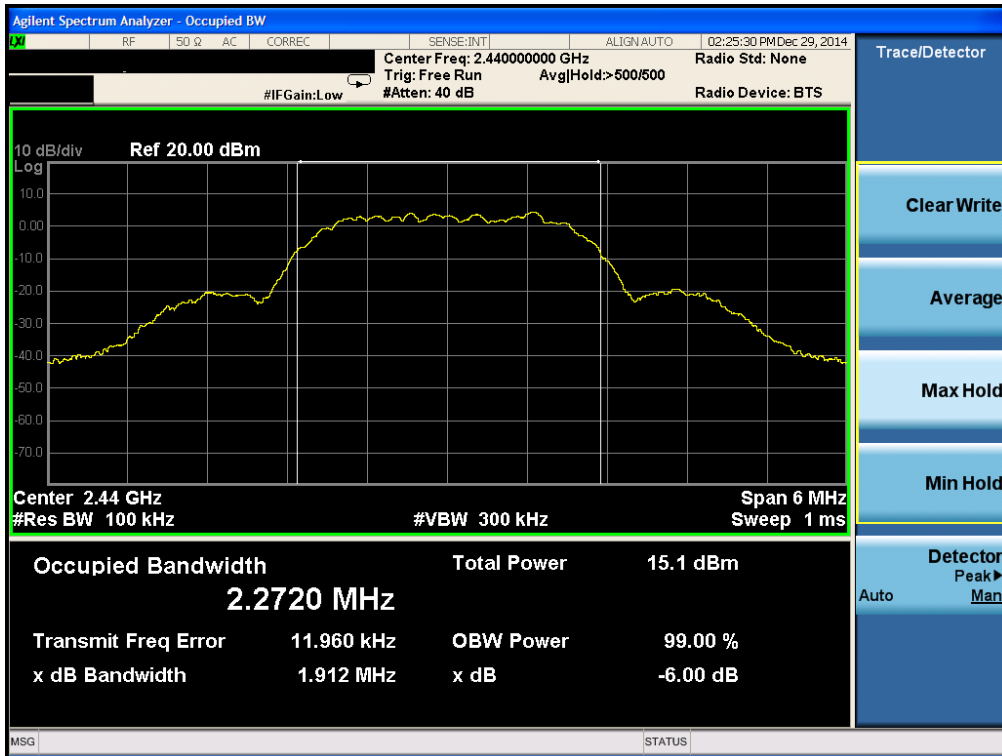 Agilent Spectrum Analyzer - Occupied BW
LXI RF 50 Ω AC CORREC SENSE:INT ALIGN AUTO 02:25:30 PM Dec 29, 2014
Center Freq: 2.440000000 GHz Radio Std: None
Trig: Free Run Avg|Hold:>500/500
#IFGain:Low #Atten: 40 dB Radio Device: BTS
10 dB/div Ref 20.00 dBm
Log
10.0
0.00
-10.0
-20.0
-30.0
-40.0
-50.0
-60.0
-70.0
Center 2.44 GHz Span 6 MHz
#Res BW 100 kHz #VBW 300 kHz Sweep 1 ms
Occupied Bandwidth Total Power 15.1 dBm
2.2720 MHz
Transmit Freq Error 11.960 kHz OBW Power 99.00 %
x dB Bandwidth 1.912 MHz x dB -6.00 dB
MSG STATUS
Trace/Detector
Clear Write
Average
Max Hold
Min Hold
Detector
Peak▶
Auto Man